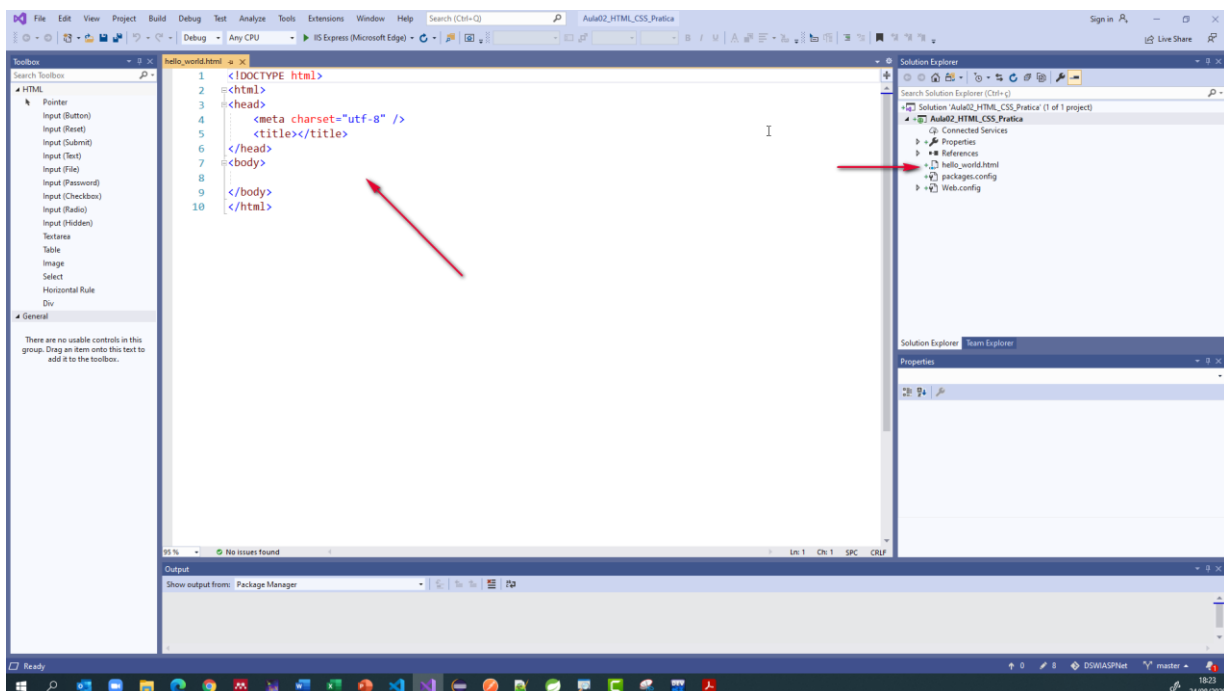 File Edit View Project Build Debug Test Analyze Tools Extensions Window Help Search (Ctrl+Q) Aula02_HTML_CSS_Pratica Sign in
Debug Any CPU IIS Express (Microsoft Edge) Live Share
Toolbox
Search Toolbox
HTML
Pointer
Input (Button)
Input (Reset)
Input (Submit)
Input (Text)
Input (File)
Input (Password)
Input (Checkbox)
Input (Radio)
Input (Hidden)
Textarea
Table
Image
Select
Horizontal Rule
Div
General
There are no usable controls in this
group. Drag an item onto this text to
add it to the toolbox.
hello_world.html
1 <!DOCTYPE html>
2 <html>
3 <head>
4 <meta charset="utf-8" />
5 <title></title>
6 </head>
7 <body>
8
9 </body>
10 </html>
95 % No issues found Ln: 1 Ch: 1 SPC CRLF
Solution Explorer
Search Solution Explorer (Ctrl+ç)
Solution 'Aula02_HTML_CSS_Pratica' (1 of 1 project)
Aula02_HTML_CSS_Pratica
Connected Services
Properties
References
hello_world.html
packages.config
Web.config
Solution Explorer Team Explorer
Properties
Output
Show output from: Package Manager
Ready 0 8 DSWIASPNet master
18:23